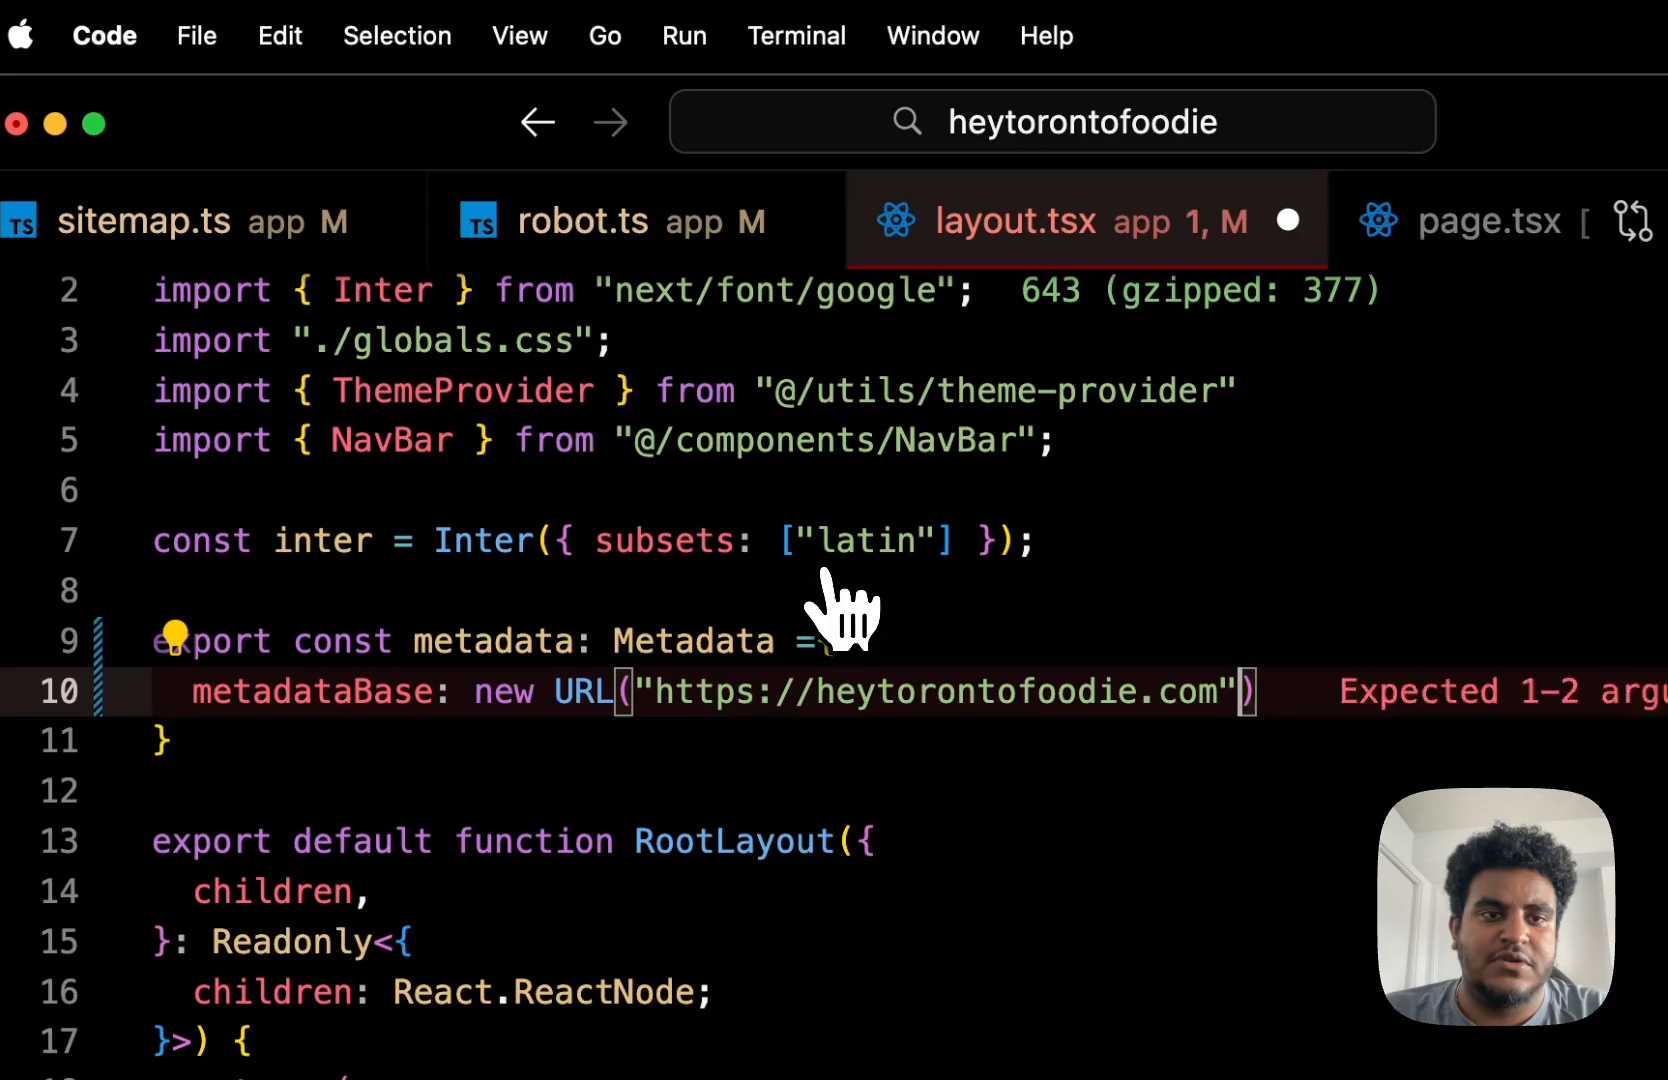 Code File Edit Selection View Go Run Terminal Window Help
heytorontofoodie
TS sitemap.ts app M TS robot.ts app M layout.tsx app 1, M page.tsx [
2 import { Inter } from "next/font/google"; 643 (gzipped: 377)
3 import "./globals.css";
4 import { ThemeProvider } from "@/utils/theme-provider"
5 import { NavBar } from "@/components/NavBar";
6
7 const inter = Inter({ subsets: ["latin"] });
8
9 export const metadata: Metadata ={
10 metadataBase: new URL("https://heytorontofoodie.com") Expected 1-2 argu
11 }
12
13 export default function RootLayout({
14 children,
15 }: Readonly<{
16 children: React.ReactNode;
17 }>) {